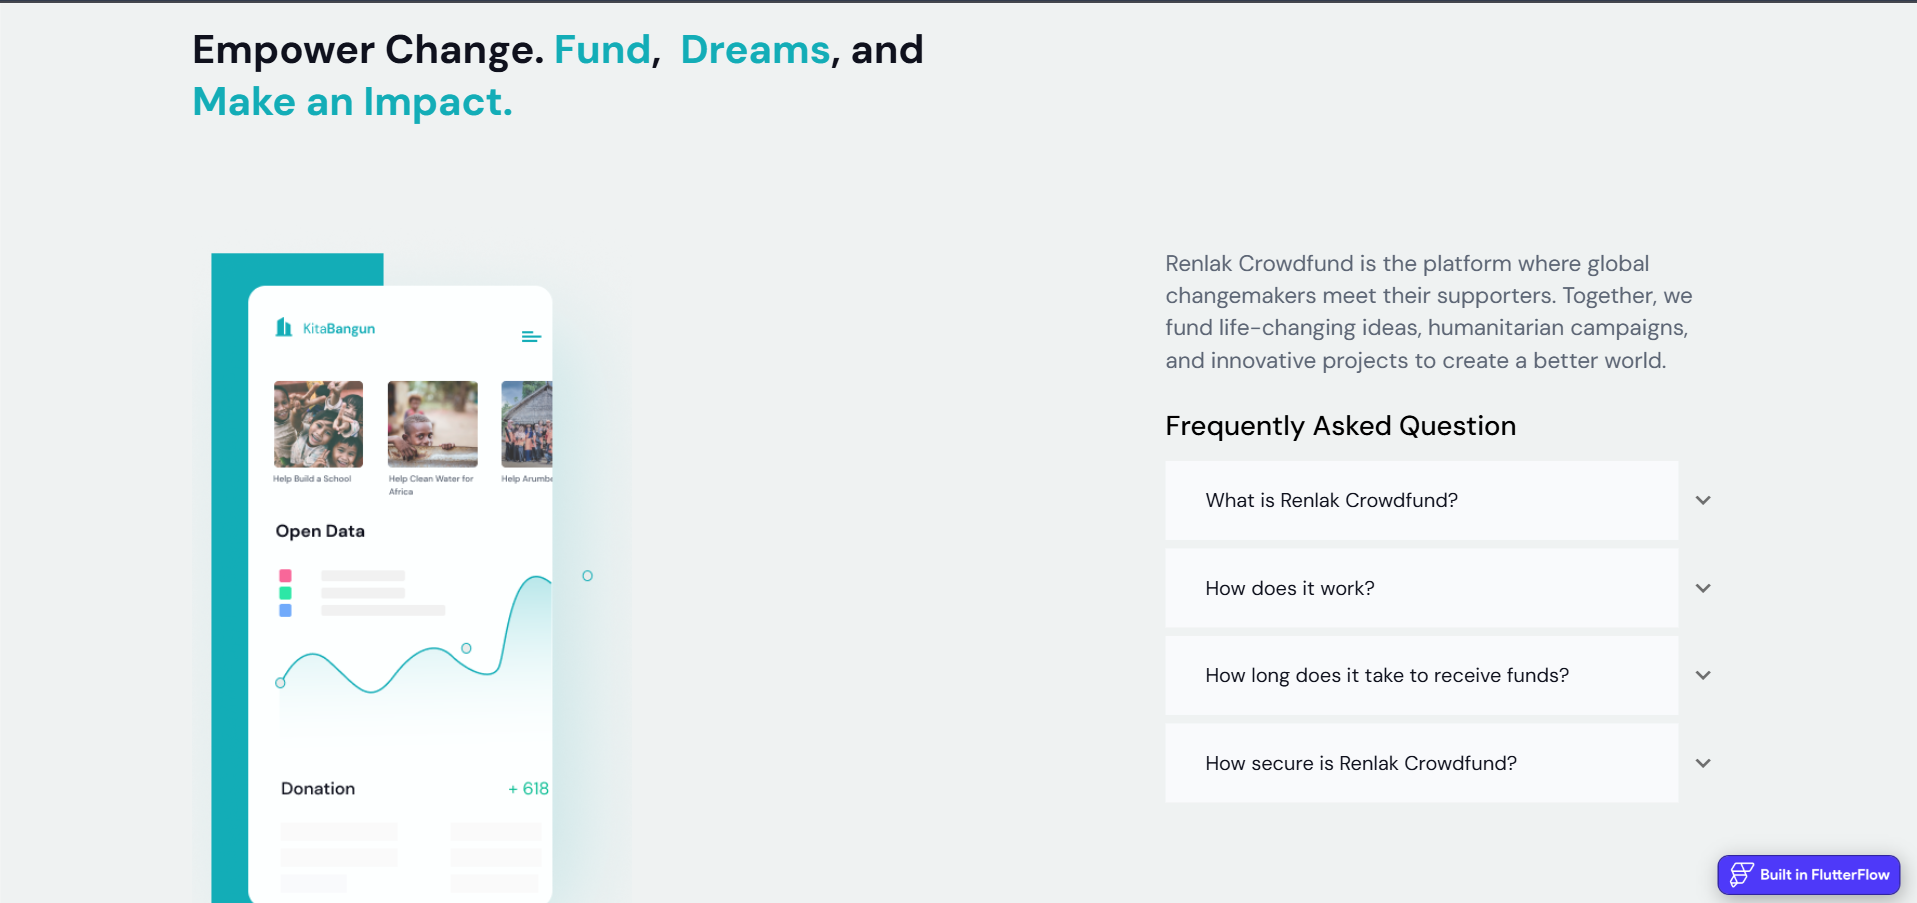 Empower Change. Fund, Dreams, and
Make an Impact.
KitaBangun
Help Build a School
Help Clean Water for
Africa
Help Arumbe
Open Data
Donation
+ 618
Renlak Crowdfund is the platform where global
changemakers meet their supporters. Together, we
fund life-changing ideas, humanitarian campaigns,
and innovative projects to create a better world.
Frequently Asked Question
What is Renlak Crowdfund?
How does it work?
How long does it take to receive funds?
How secure is Renlak Crowdfund?
Built in FlutterFlow